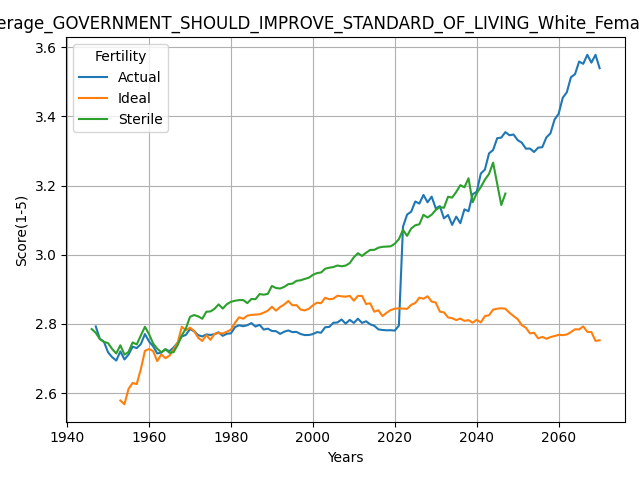 erage_GOVERNMENT_SHOULD_IMPROVE_STANDARD_OF_LIVING_White_Fema
Fertility
Actual
Ideal
Sterile
Score(1-5)
3.6
3.4
3.2
3.0
2.8
2.6
1940 1960 1980 2000 2020 2040 2060
Years